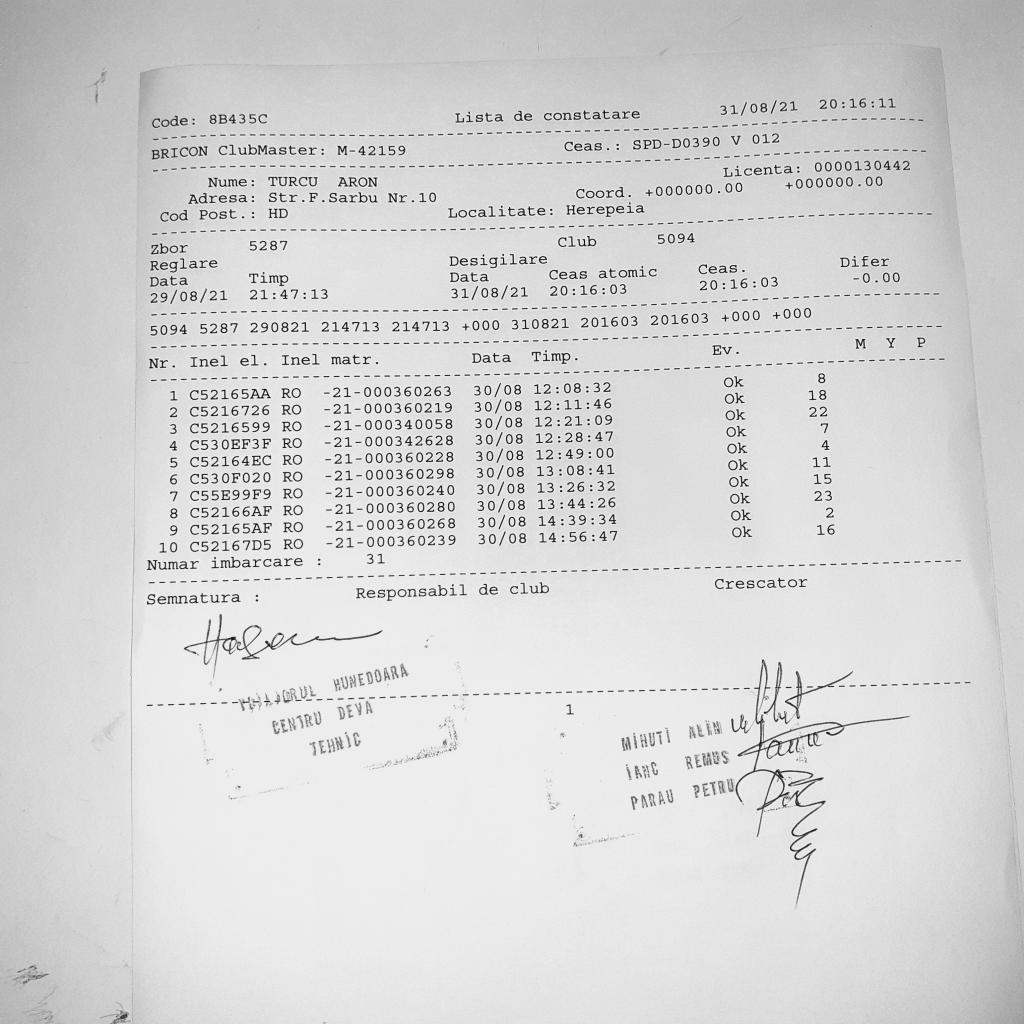 Code: 8B435C Lista de constatare 31/08/21 20:16:11
BRICON ClubMaster: M-42159 Ceas.: SPD-D0390 V 012
Licenta: 0000130442
Nume: TURCU ARON
Coord. +000000.00 +000000.00
Adresa: Str.F.Sarbu Nr.10
Cod Post.: HD Localitate: Herepeia
Zbor 5287 Club 5094
Reglare Desigilare
Data Timp Data Ceas atomic Ceas. Difer
29/08/21 21:47:13 31/08/21 20:16:03 20:16:03 -0.00
5094 5287 290821 214713 214713 +000 310821 201603 201603 +000 +000
Nr. Inel el. Inel matr. Data Timp. Ev. M Y P
1 C52165AA RO -21-000360263 30/08 12:08:32 Ok 8
2 C5216726 RO -21-000360219 30/08 12:11:46 Ok 18
3 C5216599 RO -21-000340058 30/08 12:21:09 Ok 22
4 C530EF3F RO -21-000342628 30/08 12:28:47 Ok 7
5 C52164EC RO -21-000360228 30/08 12:49:00 Ok 4
6 C530F020 RO -21-000360298 30/08 13:08:41 Ok 11
7 C55E99F9 RO -21-000360240 30/08 13:26:32 Ok 15
8 C52166AF RO -21-000360280 30/08 13:44:26 Ok 23
9 C52165AF RO -21-000360268 30/08 14:39:34 Ok 2
10 C52167D5 RO -21-000360239 30/08 14:56:47 Ok 16
Numar imbarcare : 31
Semnatura : Responsabil de club Crescator
HUNEDOARA
CENTRU DEVA
TEHNIC
1
MIHUTI ALIN
IANC REMUS
PARAU PETRU